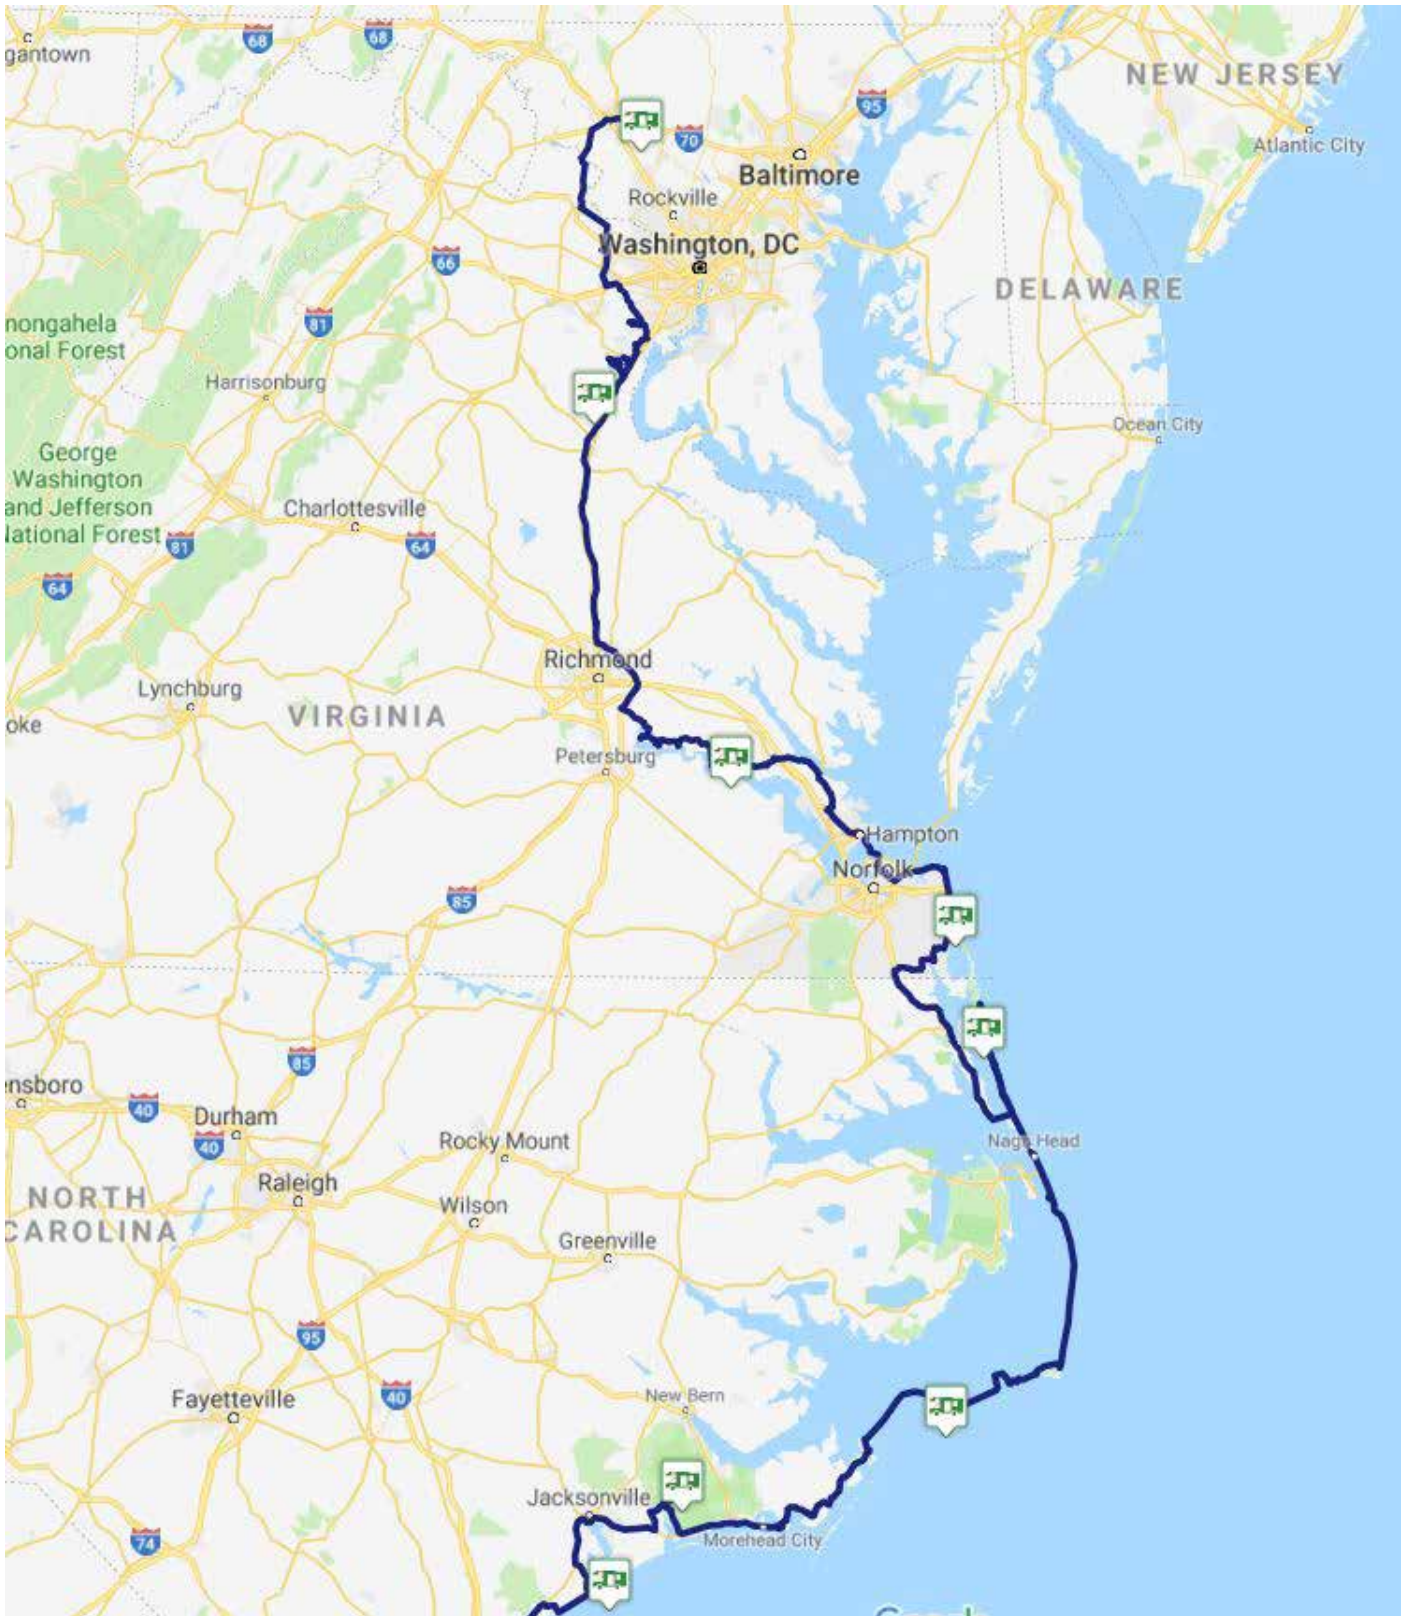 68
68
gantown
NEW JERSEY
95
70
Atlantic City
Baltimore
Rockville
Washington, DC
66
DELAWARE
81
nongahela
onal Forest
Harrisonburg
Ocean City
George
Washington
and Jefferson
National Forest
Charlottesville
81
64
64
Richmond
Lynchburg
VIRGINIA
oke
Petersburg
Hampton
Norfolk
85
85
ensboro
40
Durham
40
Rocky Mount
Nags Head
Raleigh
NORTH
CAROLINA
Wilson
Greenville
95
Fayetteville
40
New Bern
Jacksonville
74
Morehead City